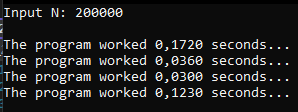 Input N: 200000
The program worked 0,1720 seconds...
The program worked 0,0360 seconds...
The program worked 0,0300 seconds...
The program worked 0,1230 seconds...